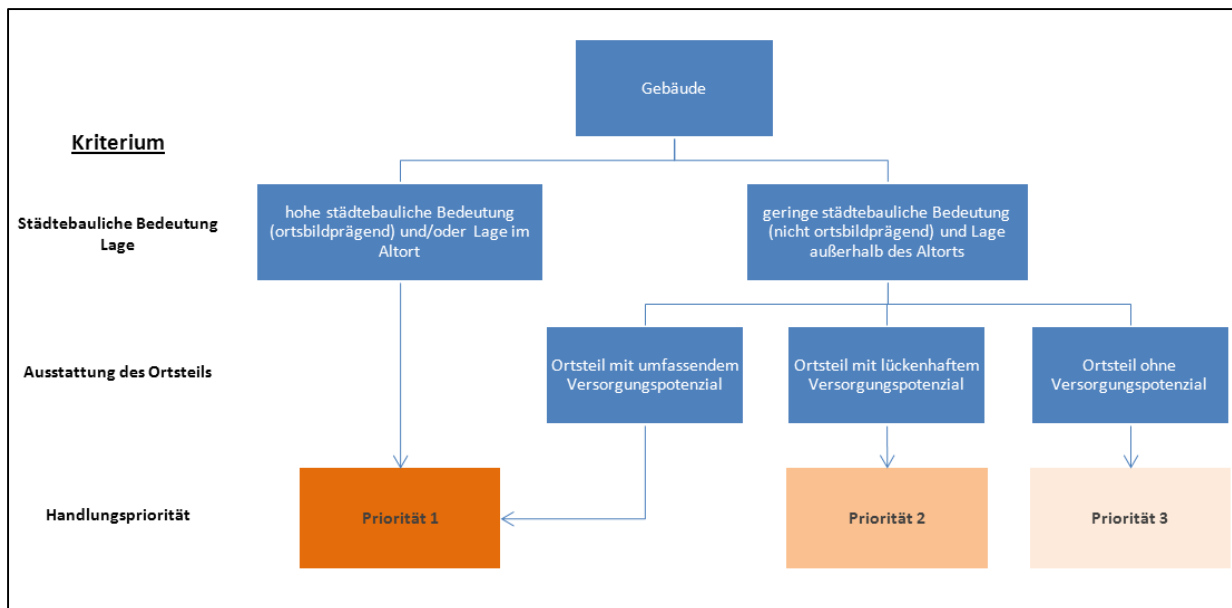 Gebäude
Kriterium
Städtebauliche Bedeutung
Lage
hohe städtebauliche Bedeutung
(ortsbildprägend) und/oder Lage im
Altort
geringe städtebauliche Bedeutung
(nicht ortsbildprägend) und Lage
außerhalb des Altorts
Ausstattung des Ortsteils
Ortsteil mit umfassendem
Versorgungspotenzial
Ortsteil mit lückenhaftem
Versorgungspotenzial
Ortsteil ohne
Versorgungspotenzial
Handlungspriorität
Priorität 1
Priorität 2
Priorität 3